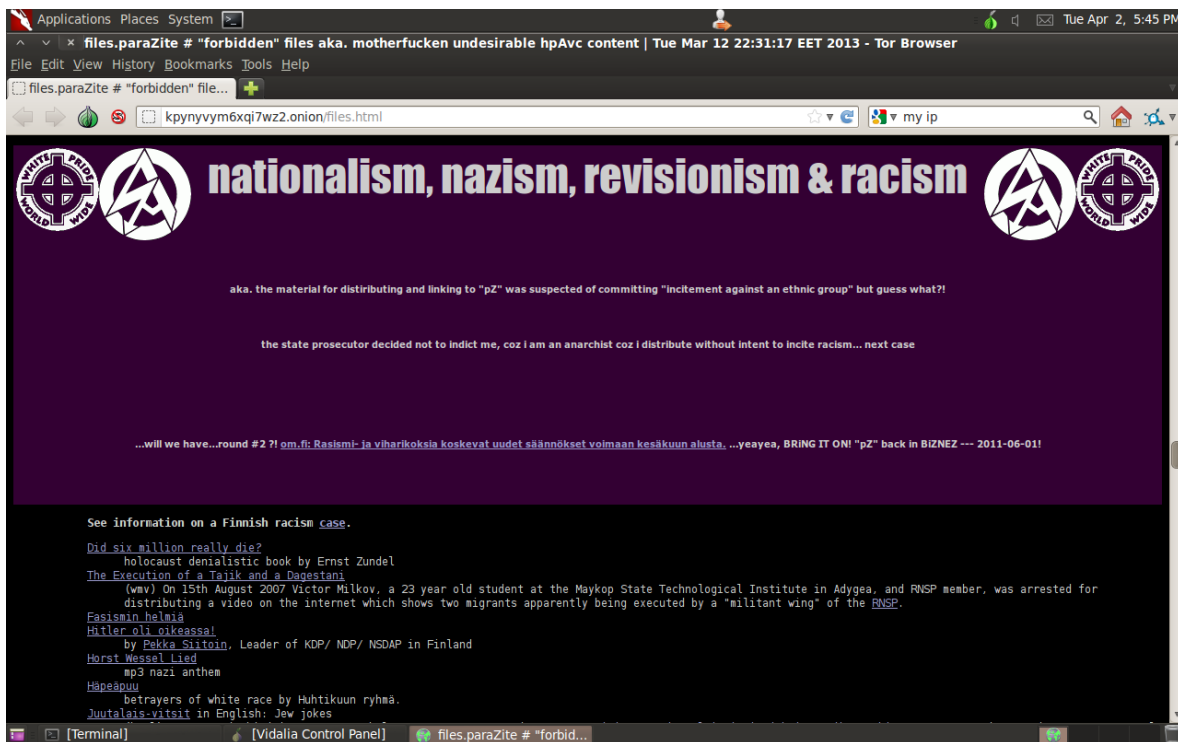 Applications Places System Tue Apr 2, 5:45 PM
files.paraZite # "forbidden" files aka. motherfucken undesirable hpAvc content | Tue Mar 12 22:31:17 EET 2013 - Tor Browser
File Edit View History Bookmarks Tools Help
files.paraZite # "forbidden" file...
kpynyvym6xqi7wz2.onion/files.html my ip
WHITE PRIDE WORLD WIDE
nationalism, nazism, revisionism & racism
WHITE PRIDE WORLD WIDE
aka. the material for distiributing and linking to "pZ" was suspected of committing "incitement against an ethnic group" but guess what?!
the state prosecutor decided not to indict me, coz i am an anarchist coz i distribute without intent to incite racism... next case
...will we have...round #2 ?! om.fi: Rasismi- ja viharikoksia koskevat uudet säännökset voimaan kesäkuun alusta. ...yeayea, BRiNG IT ON! "pZ" back in BiZNEZ --- 2011-06-01!
See information on a Finnish racism case.
Did six million really die?
holocaust denialistic book by Ernst Zundel
The Execution of a Tajik and a Dagestani
(wmv) On 15th August 2007 Victor Milkov, a 23 year old student at the Maykop State Technological Institute in Adygea, and RNSP member, was arrested for
distributing a video on the internet which shows two migrants apparently being executed by a "militant wing" of the RNSP.
Fasismin helmiä
Hitler oli oikeassa!
by Pekka Siitoin, Leader of KDP/ NDP/ NSDAP in Finland
Horst Wessel Lied
mp3 nazi anthem
Häpeäpuu
betrayers of white race by Huhtikuun ryhmä.
Juutalais-vitsit in English: Jew jokes
[Terminal] [Vidalia Control Panel] files.paraZite # "forbid...